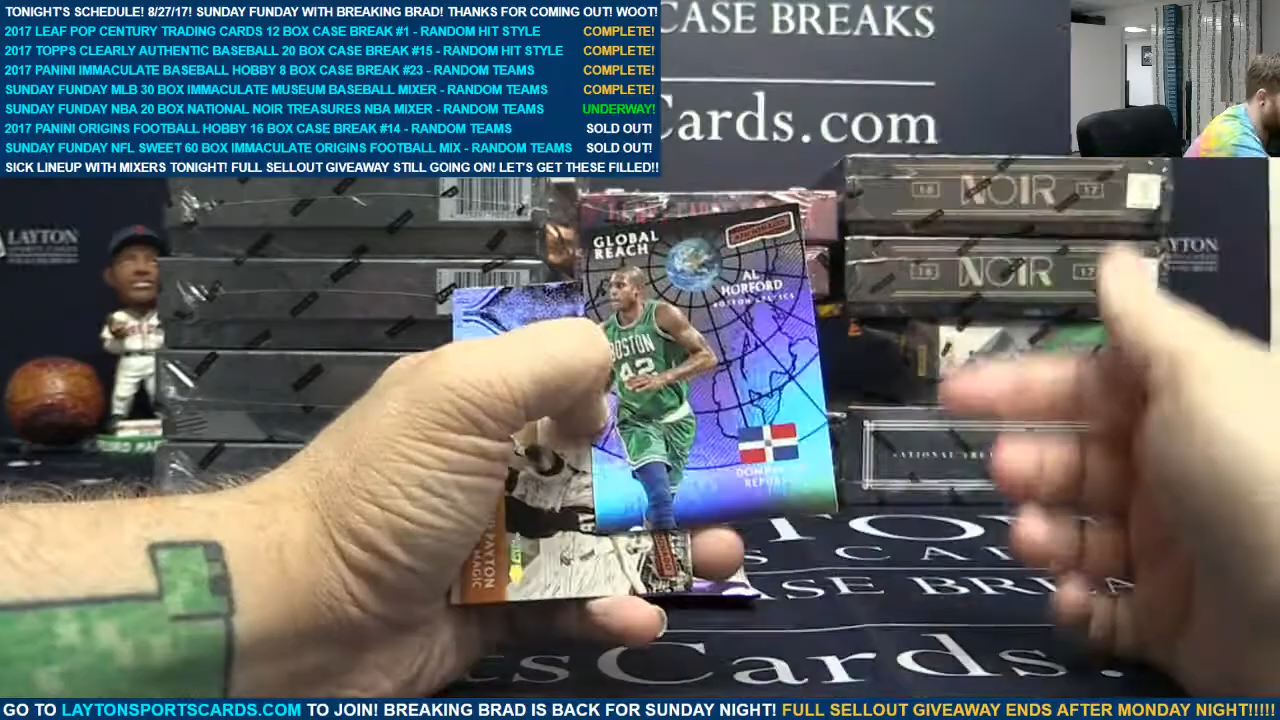 TONIGHT'S SCHEDULE! 8/27/17! SUNDAY FUNDAY WITH BREAKING BRAD! THANKS FOR COMING OUT! WOOT!
2017 LEAF POP CENTURY TRADING CARDS 12 BOX CASE BREAK #1 - RANDOM HIT STYLE COMPLETE!
2017 TOPPS CLEARLY AUTHENTIC BASEBALL 20 BOX CASE BREAK #15 - RANDOM HIT STYLE COMPLETE!
2017 PANINI IMMACULATE BASEBALL HOBBY 8 BOX CASE BREAK #23 - RANDOM TEAMS COMPLETE!
SUNDAY FUNDAY MLB 30 BOX IMMACULATE MUSEUM BASEBALL MIXER - RANDOM TEAMS COMPLETE!
SUNDAY FUNDAY NBA 20 BOX NATIONAL NOIR TREASURES NBA MIXER - RANDOM TEAMS UNDERWAY!
2017 PANINI ORIGINS FOOTBALL HOBBY 16 BOX CASE BREAK #14 - RANDOM TEAMS SOLD OUT!
SUNDAY FUNDAY NFL SWEET 60 BOX IMMACULATE ORIGINS FOOTBALL MIX - RANDOM TEAMS SOLD OUT!
SICK LINEUP WITH MIXERS TONIGHT! FULL SELLOUT GIVEAWAY STILL GOING ON! LET'S GET THESE FILLED!!
CASE BREAKS
Cards.com
16 NOIR 17
16 NOIR 17
LAYTON
YTON
GLOBAL
REACH
AL
HORFORD
BOSTON CELTICS
BOSTON
42
PAYTON
MAGIC
CARDS.
GO TO LAYTONSPORTSCARDS.COM TO JOIN! BREAKING BRAD IS BACK FOR SUNDAY NIGHT! FULL SELLOUT GIVEAWAY ENDS AFTER MONDAY NIGHT!!!!!